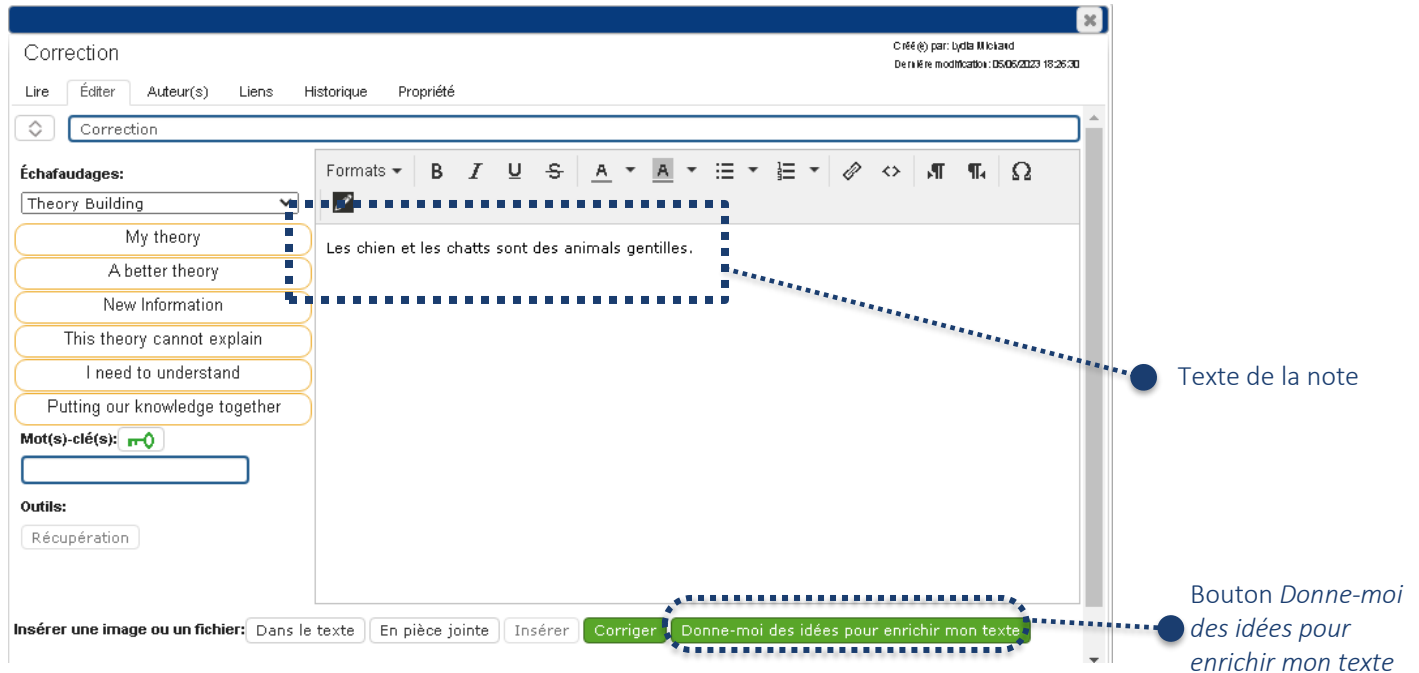 Correction
Créé(e) par: Lydia Michaud
Dernière modification: 05/06/2023 18:26:30
Lire Éditer Auteur(s) Liens Historique Propriété
Correction
Échafaudages:
Theory Building
My theory
A better theory
New Information
This theory cannot explain
I need to understand
Putting our knowledge together
Mot(s)-clé(s):
Outils:
Récupération
Formats B I U S A A Ω
Les chien et les chatts sont des animals gentilles.
Texte de la note
Insérer une image ou un fichier: Dans le texte En pièce jointe Insérer Corriger Donne-moi des idées pour enrichir mon texte
Bouton Donne-moi
des idées pour
enrichir mon texte